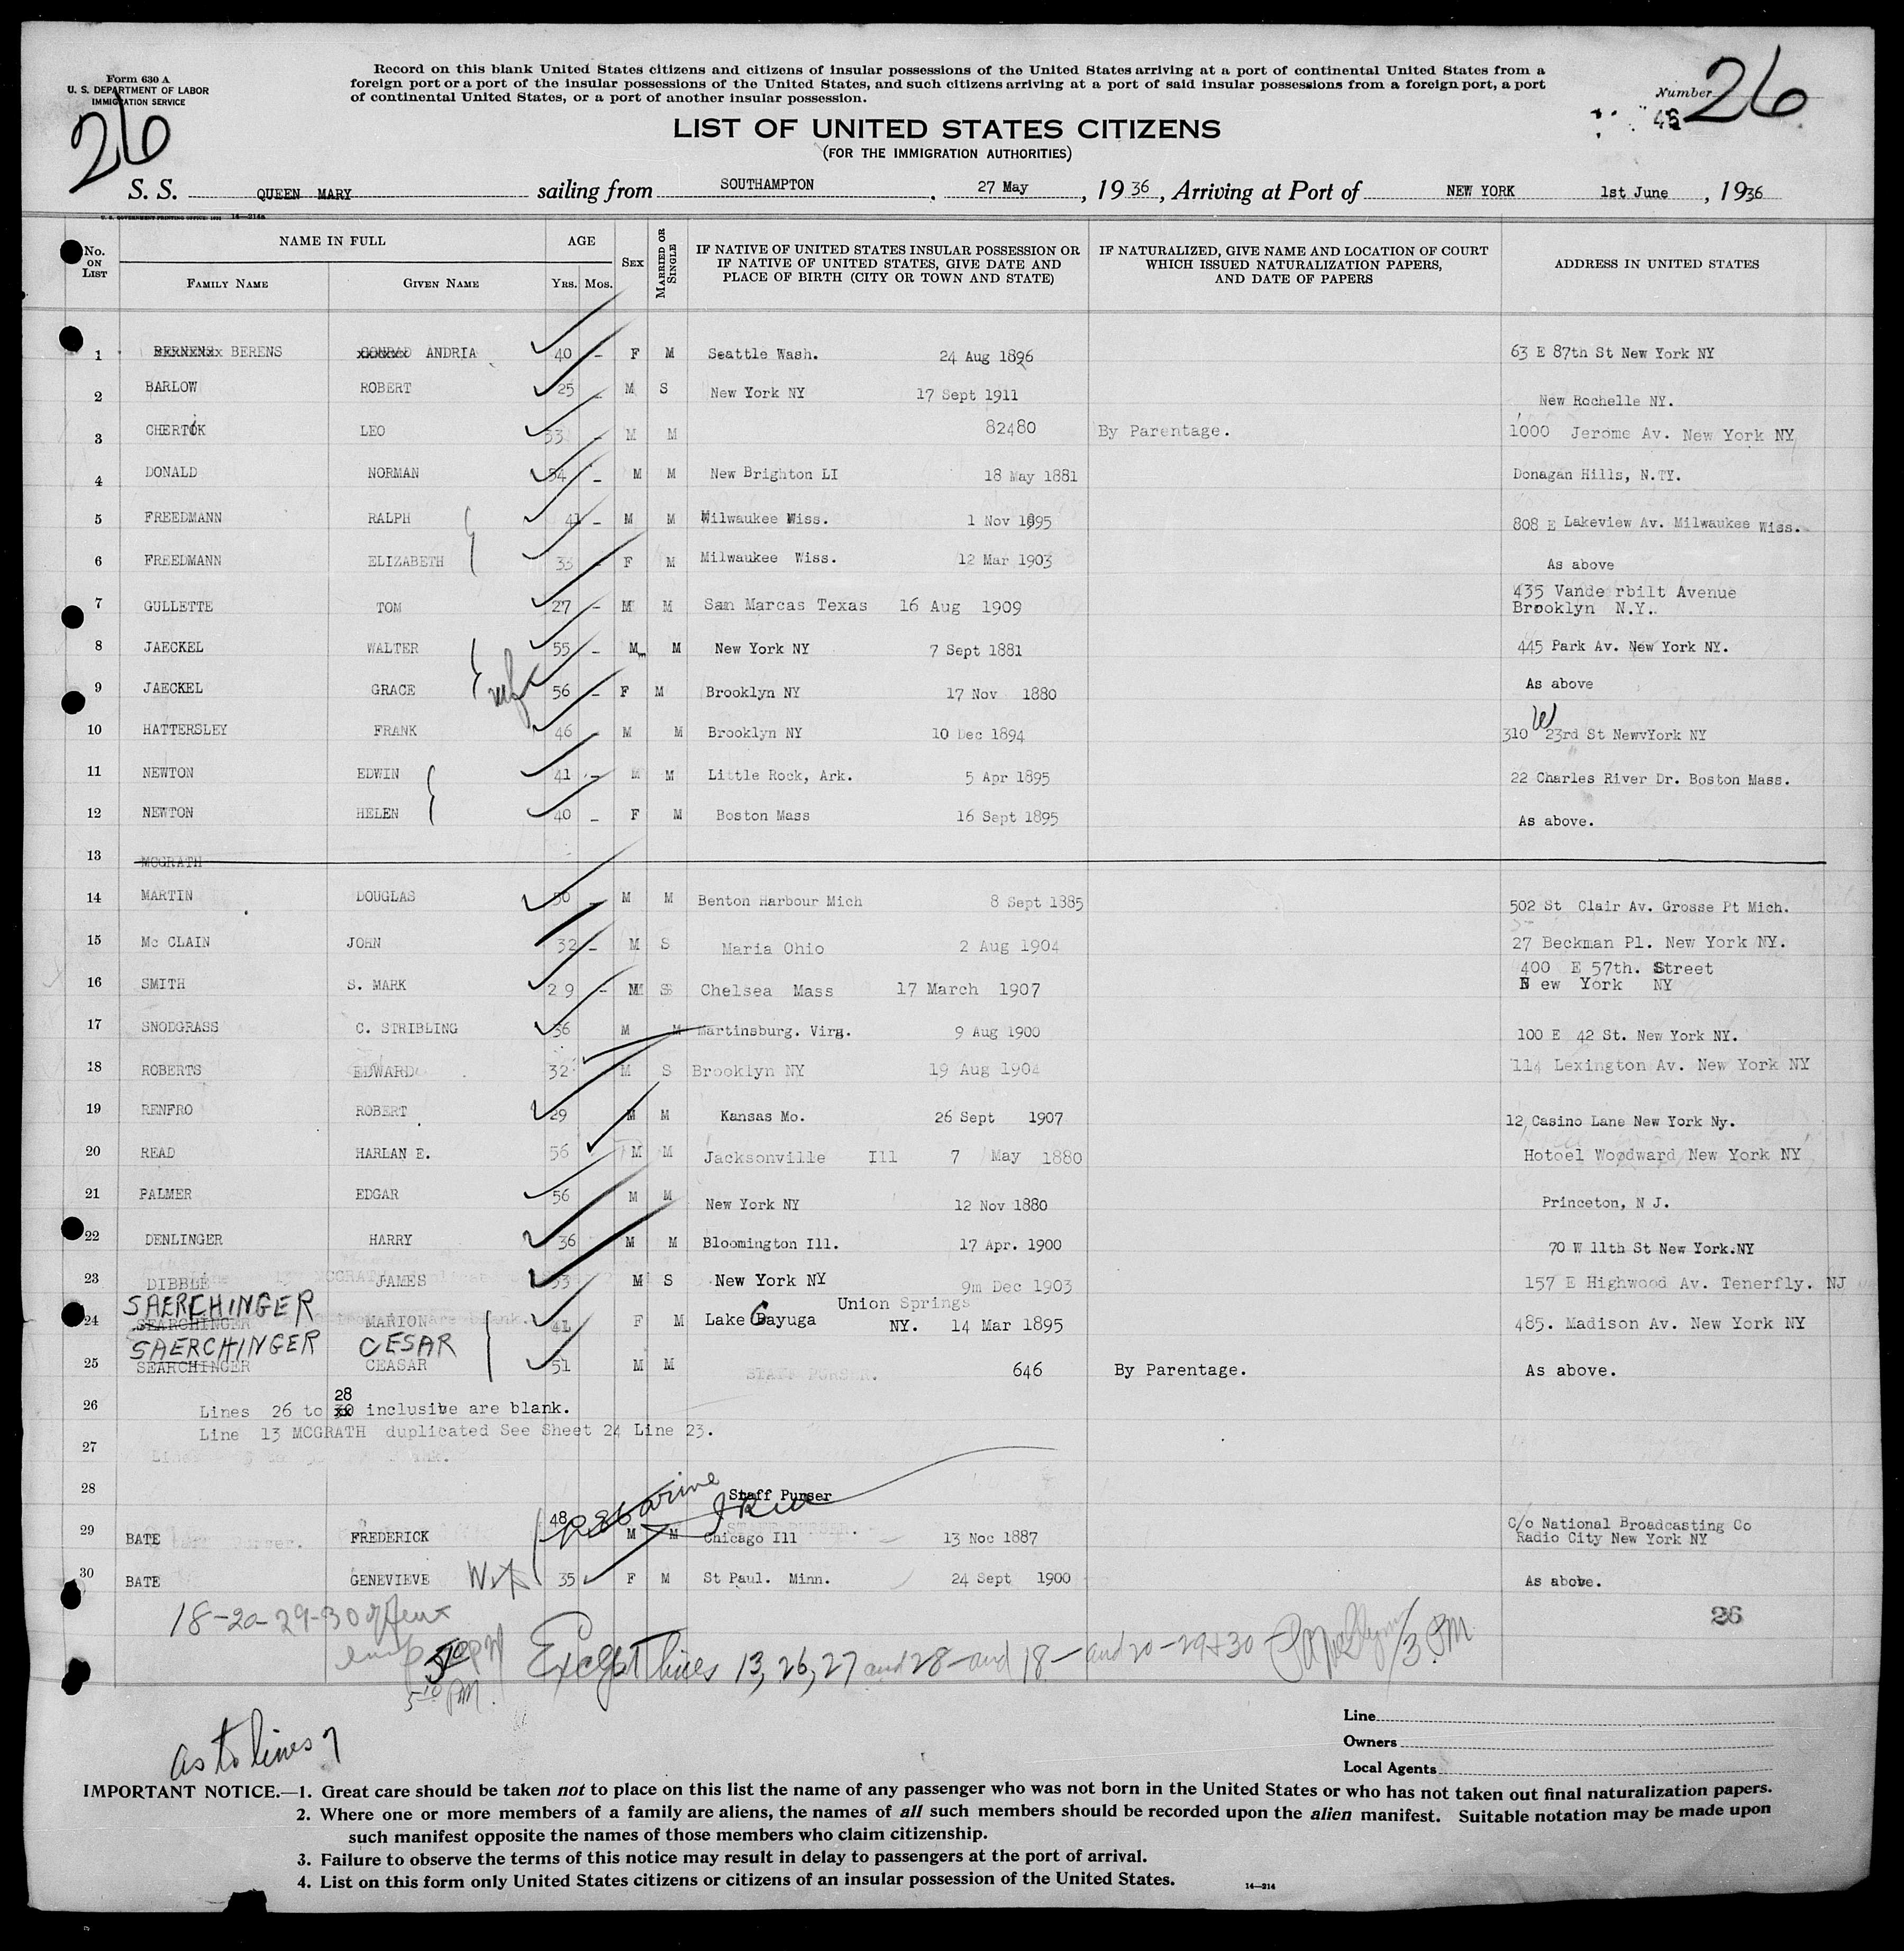 Form 630 A
U. S. DEPARTMENT OF LABOR
IMMIGRATION SERVICE
26
Record on this blank United States citizens and citizens of insular possessions of the United States arriving at a port of continental United States from a
foreign port or a port of the insular possessions of the United States, and such citizens arriving at a port of said insular possessions from a foreign port, a port
of continental United States, or a port of another insular possession.
Number 26
LIST OF UNITED STATES CITIZENS
(FOR THE IMMIGRATION AUTHORITIES)
S. S. QUEEN MARY sailing from SOUTHAMPTON, 27 May, 1936, Arriving at Port of NEW YORK 1st June, 1936
No. ON LIST
NAME IN FULL
FAMILY NAME
GIVEN NAME
AGE
YRS. MOS.
SEX
MARRIED OR SINGLE
IF NATIVE OF UNITED STATES INSULAR POSSESSION OR
IF NATIVE OF UNITED STATES, GIVE DATE AND
PLACE OF BIRTH (CITY OR TOWN AND STATE)
IF NATURALIZED, GIVE NAME AND LOCATION OF COURT
WHICH ISSUED NATURALIZATION PAPERS,
AND DATE OF PAPERS
ADDRESS IN UNITED STATES
1 BERENS ANDRIA 40 - F M Seattle Wash. 24 Aug 1896 63 E 87th St New York NY
2 BARLOW ROBERT 25 - M S New York NY 17 Sept 1911 New Rochelle NY.
3 CHERTOK LEO 53 - M M 82480 By Parentage. 1000 Jerome Av. New York NY
4 DONALD NORMAN 54 - M M New Brighton LI 18 May 1881 Donagan Hills, N.TY.
5 FREEDMANN RALPH 41 - M M Milwaukee Wiss. 1 Nov 1895 808 E Lakeview Av. Milwaukee Wiss.
6 FREEDMANN ELIZABETH 33 - F M Milwaukee Wiss. 12 Mar 1903 As above
7 GULLETTE TOM 27 - M M San Marcas Texas 16 Aug 1909 435 Vande rbilt Avenue
Brooklyn N.Y.
8 JAECKEL WALTER 55 - M M New York NY 7 Sept 1881 445 Park Av. New York NY.
9 JAECKEL GRACE 56 - F M Brooklyn NY 17 Nov 1880 As above
10 HATTERSLEY FRANK 46 - M M Brooklyn NY 10 Dec 1894 310 W 23rd St NewvYork NY
11 NEWTON EDWIN 41 - M M Little Rock, Ark. 5 Apr 1895 22 Charles River Dr. Boston Mass.
12 NEWTON HELEN 40 - F M Boston Mass 16 Sept 1895 As above.
13 MCGRATH
14 MARTIN DOUGLAS 50 - M M Benton Harbour Mich 8 Sept 1885 502 St Clair Av. Grosse Pt Mich.
15 Mc CLAIN JOHN 32 - M S Maria Ohio 2 Aug 1904 27 Beckman Pl. New York NY.
16 SMITH S. MARK 29 - M S Chelsea Mass 17 March 1907 400 E 57th. Street
N ew York NY
17 SNODGRASS C. STRIBLING 36 M M Martinsburg. Virg. 9 Aug 1900 100 E 42 St. New York NY.
18 ROBERTS EDWARD 32 M S Brooklyn NY 19 Aug 1904 114 Lexington Av. New York NY
19 RENFRO ROBERT 29 M M Kansas Mo. 26 Sept 1907 12, Casino Lane New York Ny.
20 READ HARLAN E. 56 M M Jacksonville Ill 7 May 1880 Hotoel Woodward New York NY
21 PALMER EDGAR 56 M M New York NY 12 Nov 1880 Princeton, N J.
22 DENLINGER HARRY 36 M M Bloomington Ill. 17 Apr. 1900 70 W 11th St New York.NY
23 DIBBLE JAMES 33 M S New York NY 9m Dec 1903 157 E Highwood Av. Tenerfly. NJ
SAERCHINGER Union Springs
24 SEARCHINGER MARION 41 F M Lake Cayuga NY. 14 Mar 1895 485. Madison Av. New York NY
SAERCHINGER CESAR
25 SEARCHINGER CEASAR 51 M M 646 By Parentage. As above.
26 Lines 26 to 28 inclusive are blank.
Line 13 MCGRATH duplicated See Sheet 24 Line 23.
27
28 Staff Purser
29 BATE FREDERICK 48 M M Chicago Ill 13 Noc 1887 C/o National Broadcasting Co
Radio City New York NY
30 BATE GENEVIEVE 35 F M St Paul. Minn. 24 Sept 1900 As above.
26
18-20-29-30
5 10 PM.
Except lines 13, 26, 27 and 28 - and 18 - and 20 - 29 + 30 3 PM
as to lines 7
Line
Owners
Local Agents
IMPORTANT NOTICE.—1. Great care should be taken not to place on this list the name of any passenger who was not born in the United States or who has not taken out final naturalization papers.
2. Where one or more members of a family are aliens, the names of all such members should be recorded upon the alien manifest. Suitable notation may be made upon
such manifest opposite the names of those members who claim citizenship.
3. Failure to observe the terms of this notice may result in delay to passengers at the port of arrival.
4. List on this form only United States citizens or citizens of an insular possession of the United States.
14—214